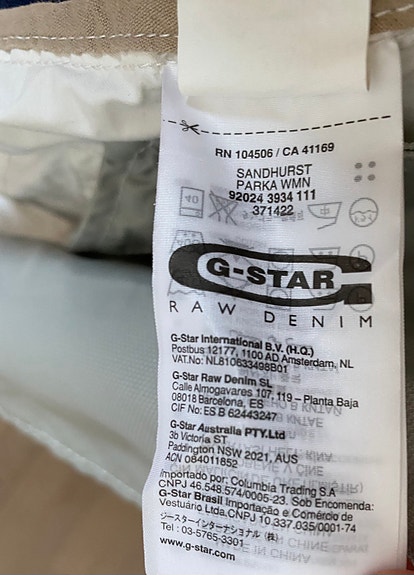 RN 104506 / CA 41169
SANDHURST
PARKA WMN
92024 3934 111
371422
G-STAR
RAW DENIM
G-Star International B.V. (H.Q.)
Postbus 12177, 1100 AD Amsterdam, NL
VAT.No: NL810633498B01
G-Star Raw Denim SL
Calle Almogavares 107, 119 – Planta Baja
08018 Barcelona, ES
CIF No: ES B 62443247
G-Star Australia PTY.Ltd
3b Victoria ST
Paddington NSW 2021, AUS
ACN 084011852
Importado por: Columbia Trading S.A
CNPJ 46.548.574/0005-23. Sob Encomenda:
G-Star Brasil Importação e Comércio de
Vestuário Ltd.CNPJ 10.337.035/0001-74
ジースターインターナショナル (株)
Tel : 03-5765-3301
www.g-star.com